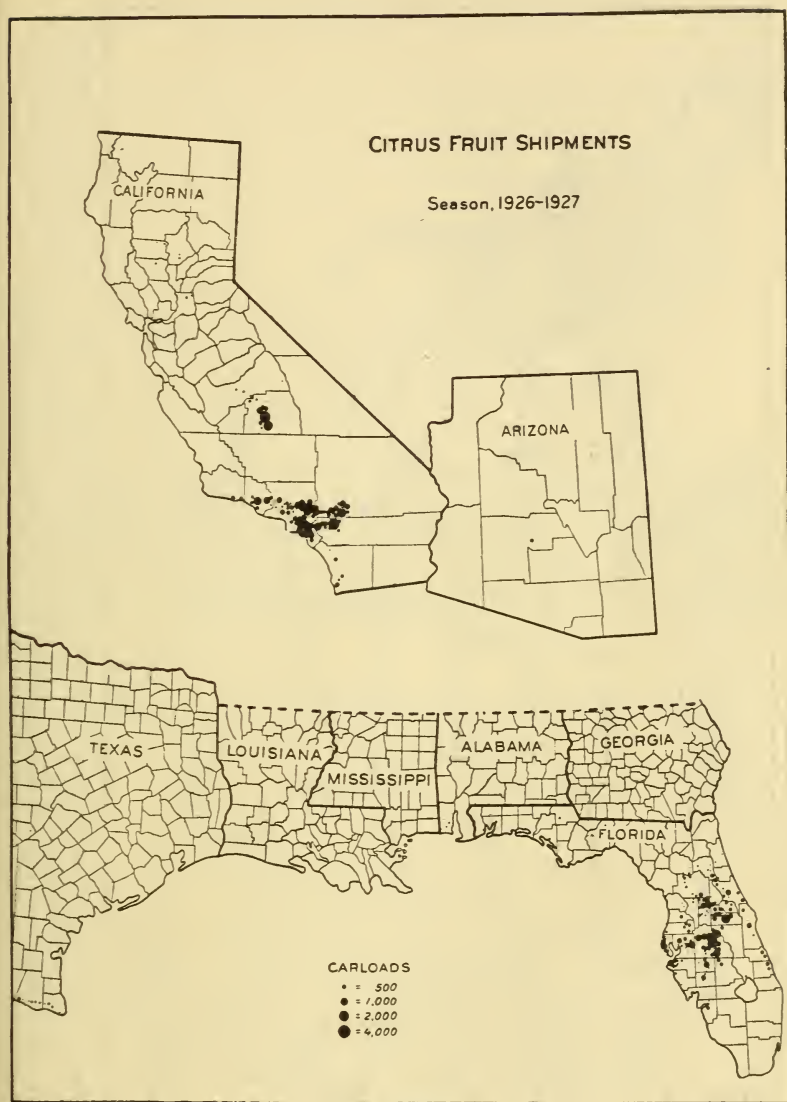 CITRUS FRUIT SHIPMENTS
Season, 1926-1927
CALIFORNIA
ARIZONA
TEXAS
LOUISIANA
MISSISSIPPI
ALABAMA
GEORGIA
FLORIDA
CARLOADS
= 500
= 1,000
= 2,000
= 4,000